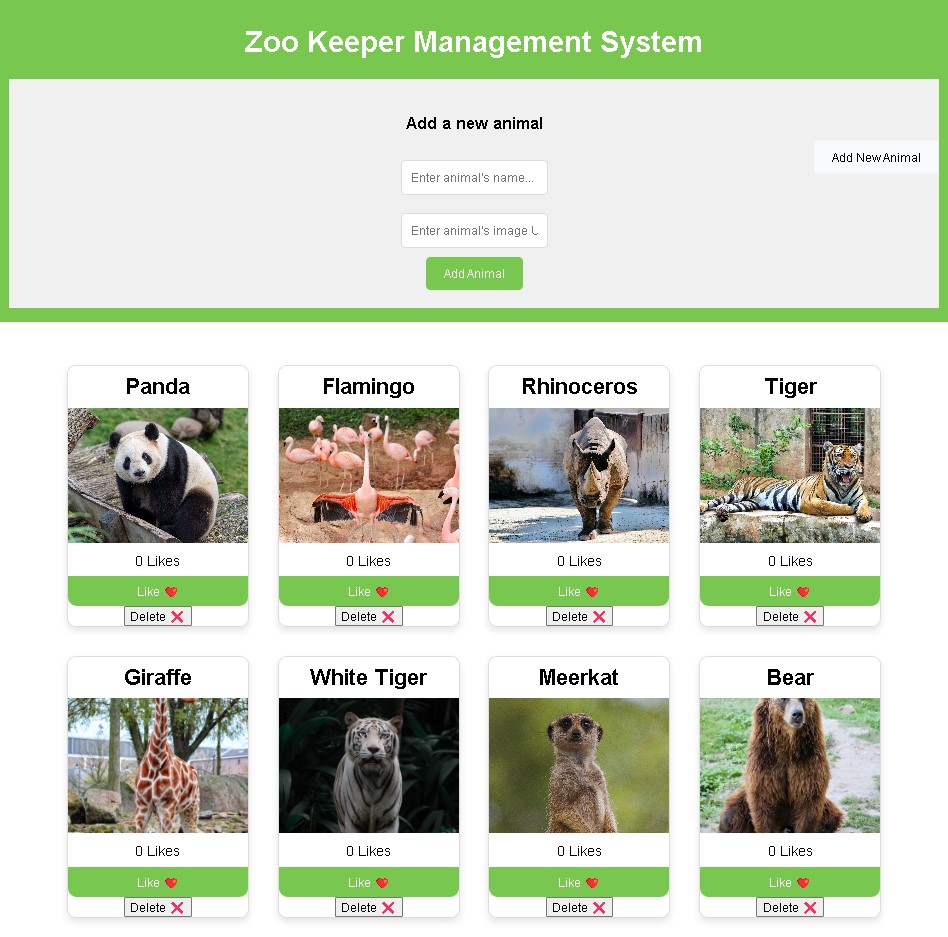 Zoo Keeper Management System
Add a new animal
Add New Animal
Enter animal's name...
Enter animal's image U
Add Animal
Panda Flamingo Rhinoceros Tiger
0 Likes 0 Likes 0 Likes 0 Likes
Like ❤️ Like ❤️ Like ❤️ Like ❤️
Delete ❌ Delete ❌ Delete ❌ Delete ❌
Giraffe White Tiger Meerkat Bear
0 Likes 0 Likes 0 Likes 0 Likes
Like ❤️ Like ❤️ Like ❤️ Like ❤️
Delete ❌ Delete ❌ Delete ❌ Delete ❌